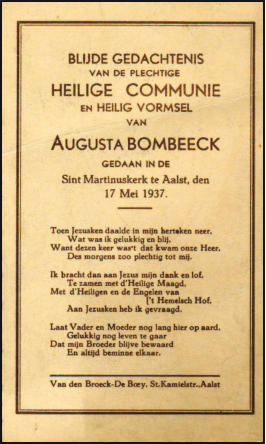 BLIJDE GEDACHTENIS
VAN DE PLECHTIGE
HEILIGE COMMUNIE
EN HEILIG VORMSEL
VAN
AUGUSTA BOMBEECK
GEDAAN IN DE
Sint Martinuskerk te Aalst, den
17 Mei 1937.
Toen Jezusken daalde in mijn herteken neer,
Wat was ik gelukkig en blij,
Want dezen keer was't dat kwam onze Heer,
Des morgens zoo plechtig tot mij.
Ik bracht dan aan Jezus mijn dank en lof,
Te zamen met d'Heilige Maagd,
Met d'Heiligen en de Engelen van
['t Hemelsch Hof,
Aan Jezusken heb ik gevraagd.
Laat Vader en Moeder nog lang hier op aard,
Gelukkig nog leven te gaar
Dat mijn Broeder blijve bewaard
En altijd beminne elkaar.
Van den Broeck-De Boey, St.Kamielstr., Aalst